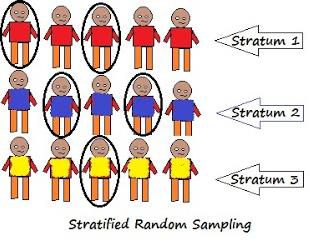 Stratum 1
Stratum 2
Stratum 3
Stratified Random Sampling